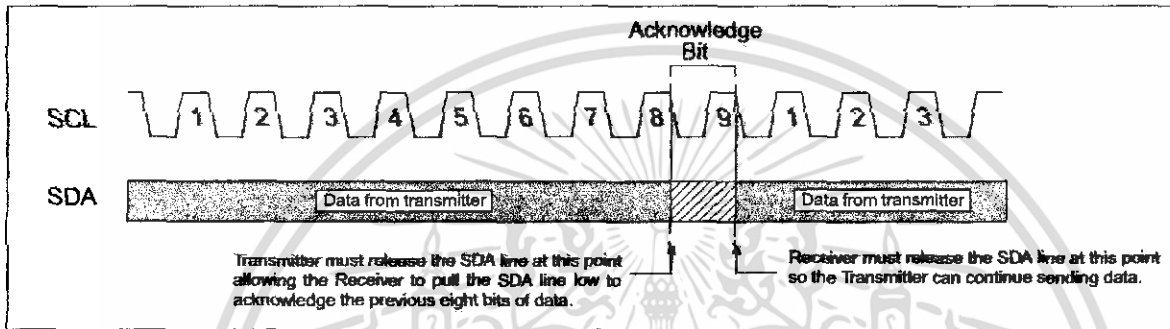 Acknowledge
Bit
SCL 1 2 3 4 5 6 7 8 9 1 2 3
SDA Data from transmitter Data from transmitter
Transmitter must release the SDA line at this point
allowing the Receiver to pull the SDA line low to
acknowledge the previous eight bits of data.
Receiver must release the SDA line at this point
so the Transmitter can continue sending data.